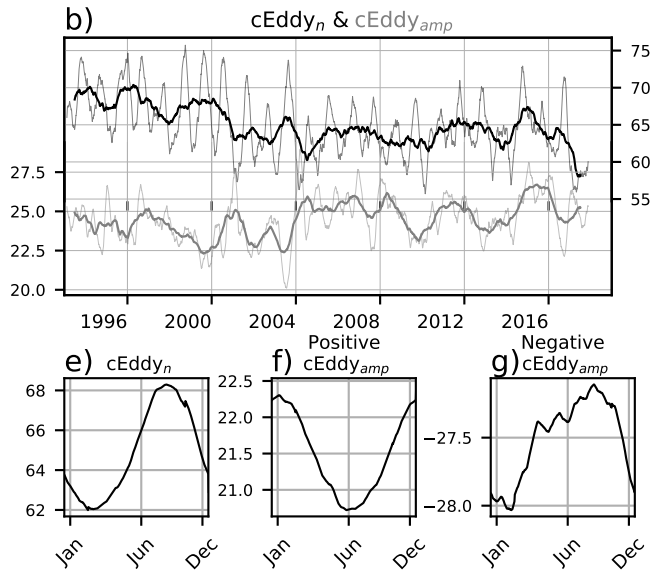 b) cEddyn & cEddyamp
75
70
65
60
55
27.5
25.0
22.5
20.0
1996 2000 2004 2008 2012 2016
e) cEddyn
68
66
64
62
Jan Jun Dec
Positive
f) cEddyamp
22.5
22.0
21.5
21.0
Jan Jun Dec
Negative
g) cEddyamp
−27.5
−28.0
Jan Jun Dec